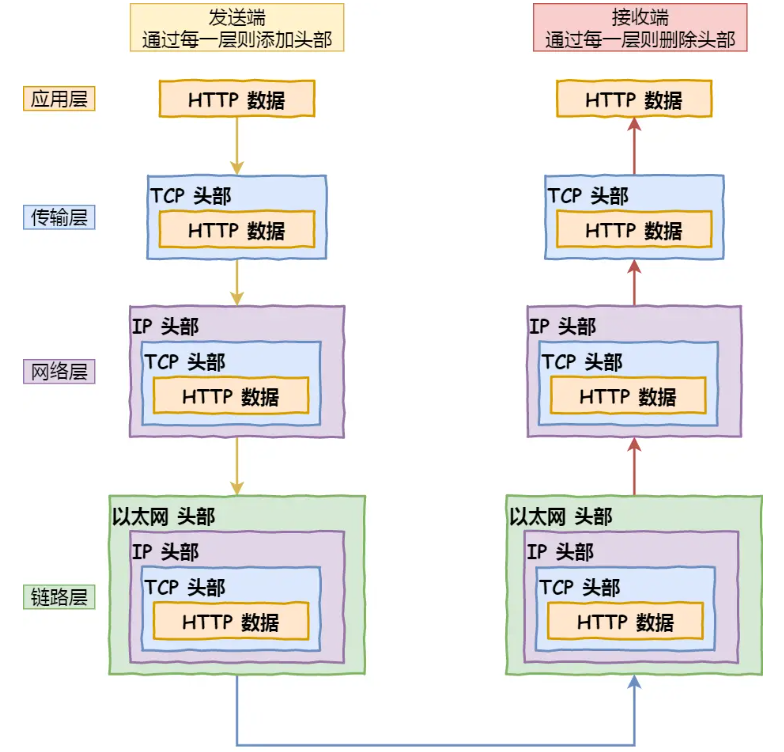 发送端
通过每一层则添加头部
接收端
通过每一层则删除头部
应用层
HTTP 数据
HTTP 数据
传输层
TCP 头部
HTTP 数据
TCP 头部
HTTP 数据
网络层
IP 头部
TCP 头部
HTTP 数据
IP 头部
TCP 头部
HTTP 数据
链路层
以太网 头部
IP 头部
TCP 头部
HTTP 数据
以太网 头部
IP 头部
TCP 头部
HTTP 数据